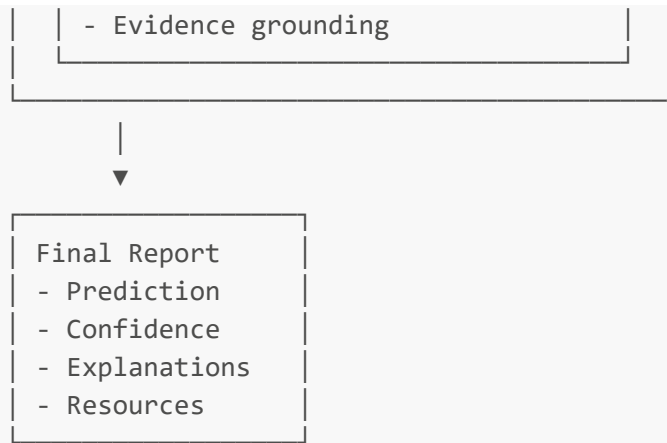 - Evidence grounding
Final Report
- Prediction
- Confidence
- Explanations
- Resources